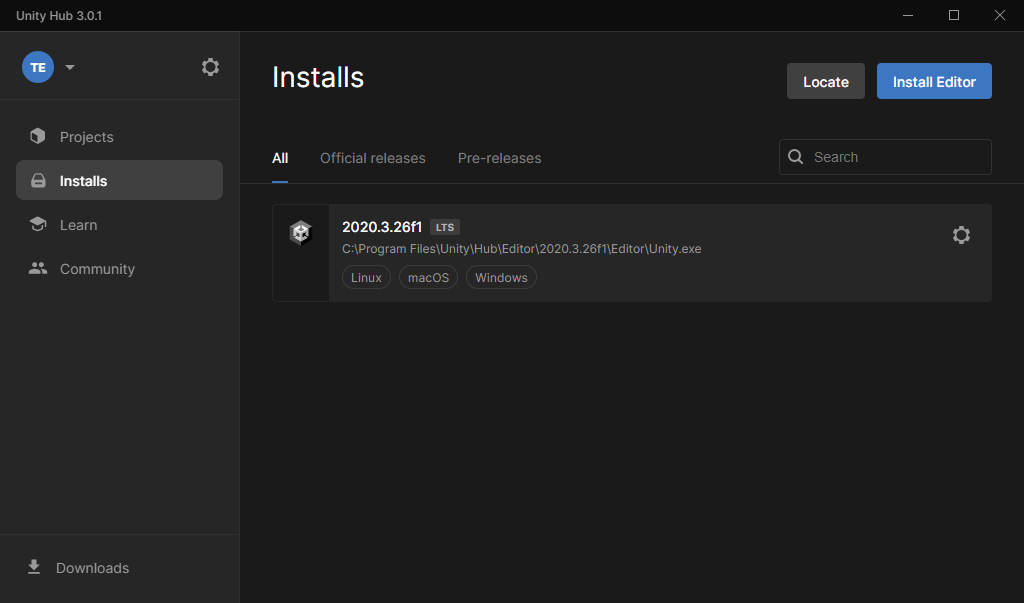 Unity Hub 3.0.1
TE
Projects
Installs
Learn
Community
Downloads
Installs
Locate
Install Editor
All
Official releases
Pre-releases
Search
2020.3.26f1 LTS
C:\Program Files\Unity\Hub\Editor\2020.3.26f1\Editor\Unity.exe
Linux
macOS
Windows